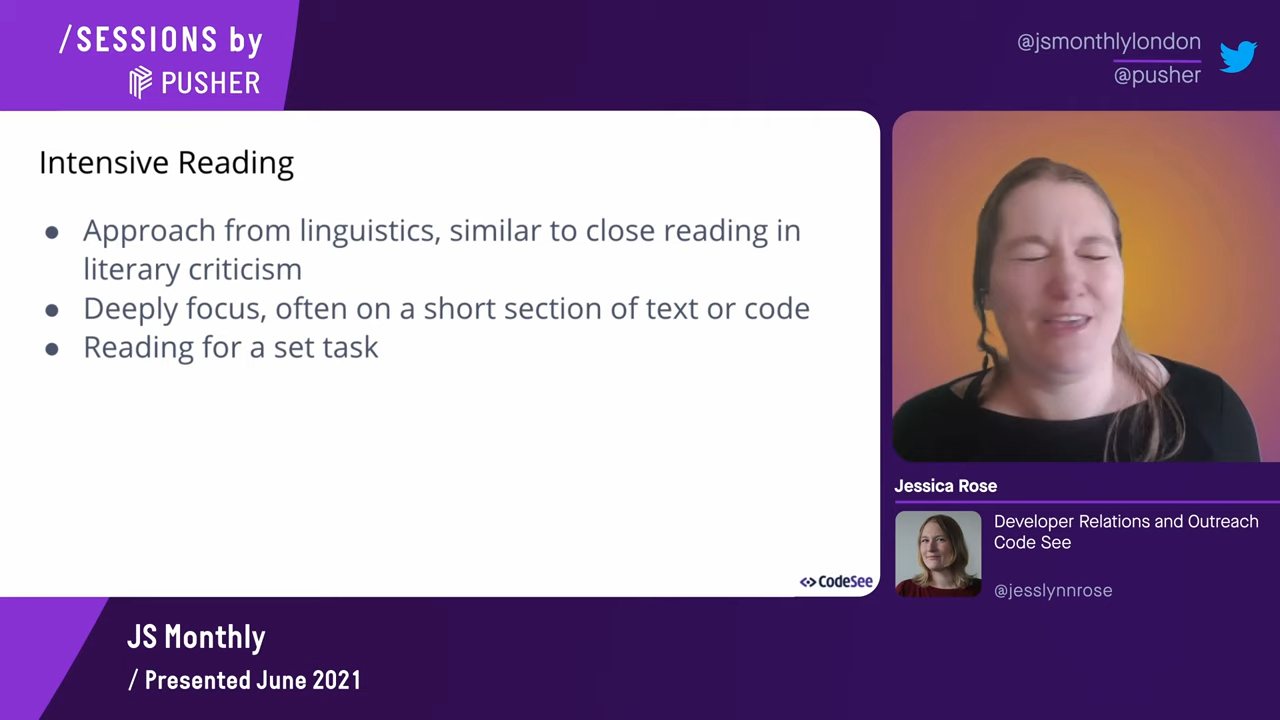 /SESSIONS by
PUSHER
@jsmonthlylondon
@pusher
Intensive Reading
● Approach from linguistics, similar to close reading in
literary criticism
● Deeply focus, often on a short section of text or code
● Reading for a set task
CodeSee
Jessica Rose
Developer Relations and Outreach
Code See
@jesslynnrose
JS Monthly
/ Presented June 2021